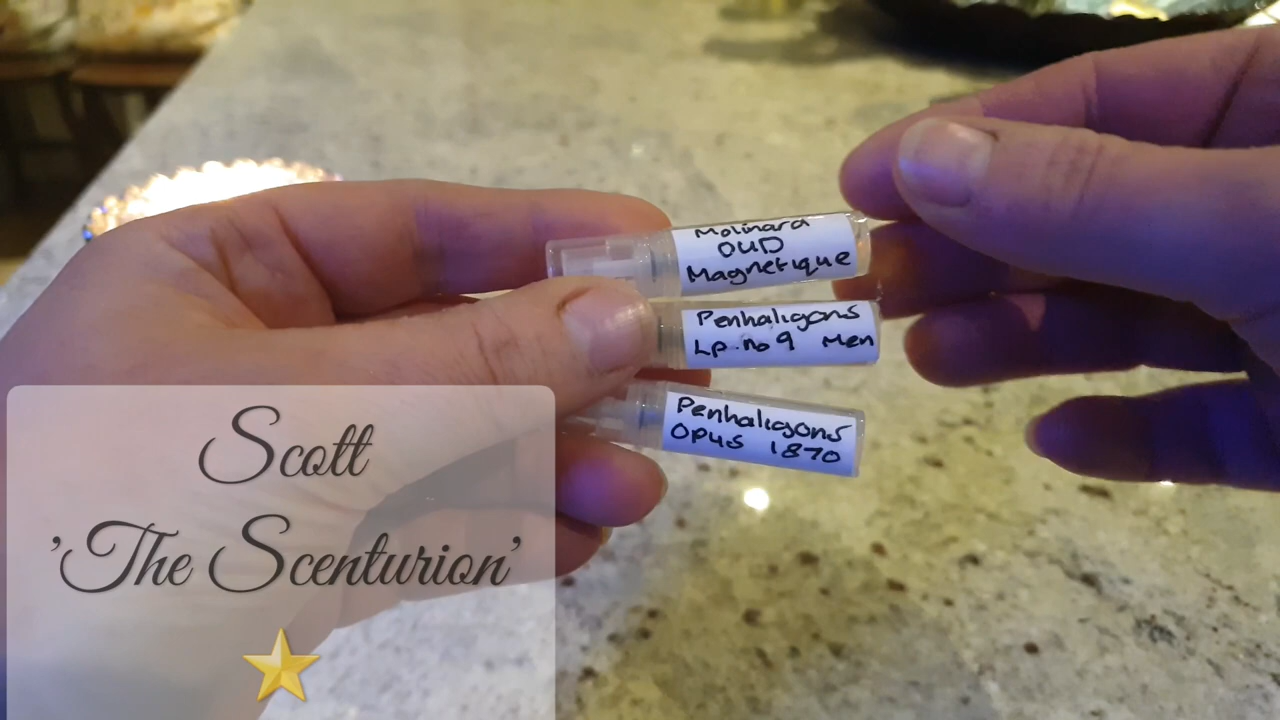 Molinard
OUD
Magnetique
Penhaligons
Lp no 9 Men
Penhaligons
Opus 1870
Scott
'The Scenturion'